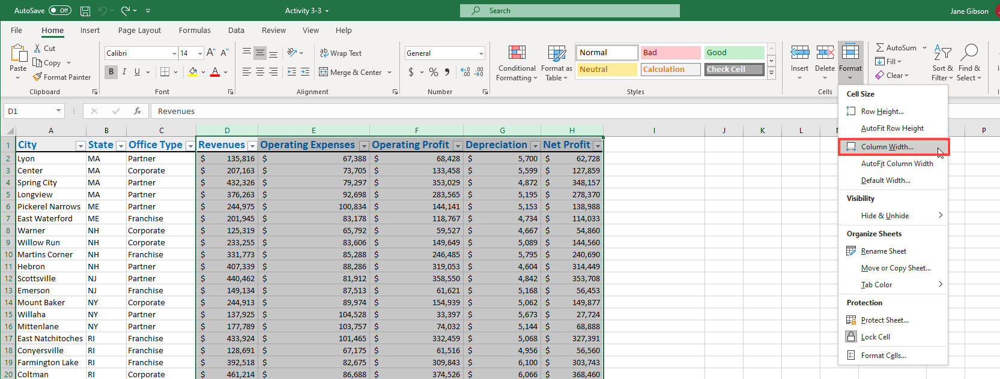 AutoSave Off Activity 3-3 Search Jane Gibson
File Home Insert Page Layout Formulas Data Review View Help
Paste
Cut
Copy
Format Painter
Clipboard
Calibri 14 A A
B I U A
Font
ab Wrap Text
Merge & Center
Alignment
General
$ % 9 .00 .00
Number
Conditional Formatting
Format as Table
Normal Bad Good
Neutral Calculation Check Cell
Styles
Insert Delete Format
Cells
AutoSum
Fill
Clear
Sort & Filter
Find & Select
D1 fx Revenues
A B C D E F G H I J K L P
1 City State Office Type Revenues Operating Expenses Operating Profit Depreciation Net Profit
2 Lyon MA Partner $ 135,816 $ 67,388 $ 68,428 $ 5,700 $ 62,728
3 Center MA Corporate $ 207,163 $ 73,705 $ 133,458 $ 5,599 $ 127,859
4 Spring City MA Partner $ 432,326 $ 79,297 $ 353,029 $ 4,872 $ 348,157
5 Longview MA Partner $ 376,263 $ 92,698 $ 283,565 $ 5,195 $ 278,370
6 Pickerel Narrows ME Partner $ 244,975 $ 100,834 $ 144,141 $ 5,153 $ 138,988
7 East Waterford ME Franchise $ 201,945 $ 83,178 $ 118,767 $ 4,734 $ 114,033
8 Warner NH Corporate $ 125,319 $ 65,792 $ 59,527 $ 4,667 $ 54,860
9 Willow Run NH Corporate $ 233,255 $ 83,606 $ 149,649 $ 5,089 $ 144,560
10 Martins Corner NH Franchise $ 331,773 $ 85,288 $ 246,485 $ 5,795 $ 240,690
11 Hebron NH Partner $ 407,339 $ 88,286 $ 319,053 $ 4,604 $ 314,449
12 Scottsville NJ Partner $ 440,462 $ 81,912 $ 358,550 $ 4,842 $ 353,708
13 Emerson NJ Franchise $ 149,134 $ 87,513 $ 61,621 $ 5,168 $ 56,453
14 Mount Baker NY Corporate $ 244,913 $ 89,974 $ 154,939 $ 5,062 $ 149,877
15 Willaha NY Partner $ 137,925 $ 104,528 $ 33,397 $ 5,673 $ 27,724
16 Mittenlane NY Partner $ 177,789 $ 103,757 $ 74,032 $ 5,144 $ 68,888
17 East Natchitoches RI Franchise $ 433,924 $ 101,465 $ 332,459 $ 5,068 $ 327,391
18 Conyersville RI Franchise $ 128,691 $ 67,175 $ 61,516 $ 4,956 $ 56,560
19 Farmington Lake RI Franchise $ 392,518 $ 82,675 $ 309,843 $ 6,100 $ 303,743
20 Coltman RI Corporate $ 461,214 $ 86,688 $ 374,526 $ 6,066 $ 368,460
Cell Size
Row Height...
AutoFit Row Height
Column Width...
AutoFit Column Width
Default Width...
Visibility
Hide & Unhide
Organize Sheets
Rename Sheet
Move or Copy Sheet...
Tab Color
Protection
Protect Sheet...
Lock Cell
Format Cells...